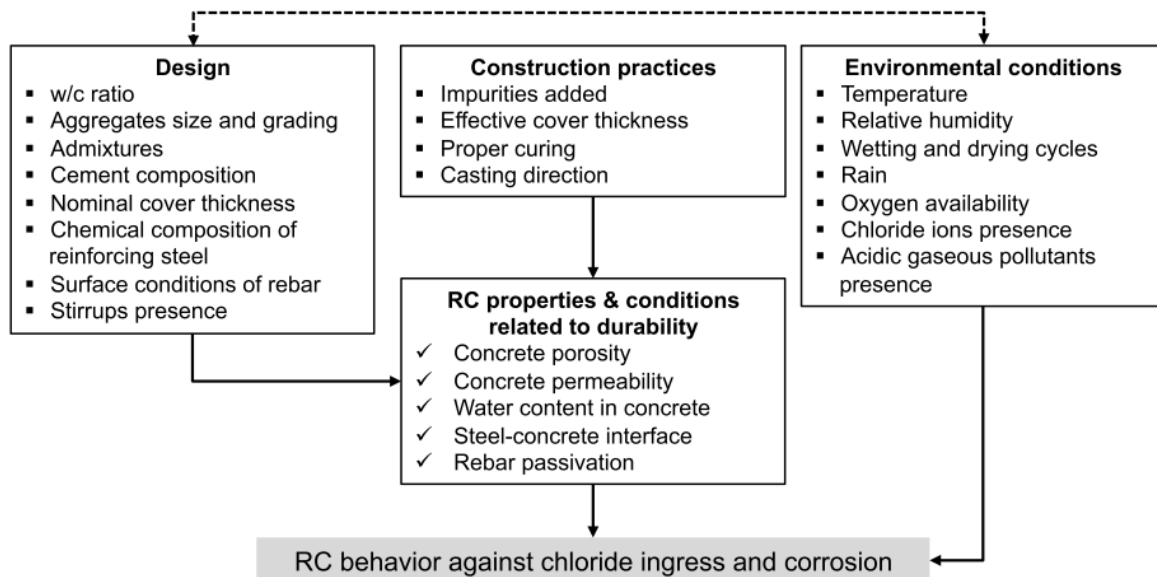 Design
▪ w/c ratio
▪ Aggregates size and grading
▪ Admixtures
▪ Cement composition
▪ Nominal cover thickness
▪ Chemical composition of
reinforcing steel
▪ Surface conditions of rebar
▪ Stirrups presence
Construction practices
▪ Impurities added
▪ Effective cover thickness
▪ Proper curing
▪ Casting direction
Environmental conditions
▪ Temperature
▪ Relative humidity
▪ Wetting and drying cycles
▪ Rain
▪ Oxygen availability
▪ Chloride ions presence
▪ Acidic gaseous pollutants
presence
RC properties & conditions
related to durability
✓ Concrete porosity
✓ Concrete permeability
✓ Water content in concrete
✓ Steel-concrete interface
✓ Rebar passivation
RC behavior against chloride ingress and corrosion